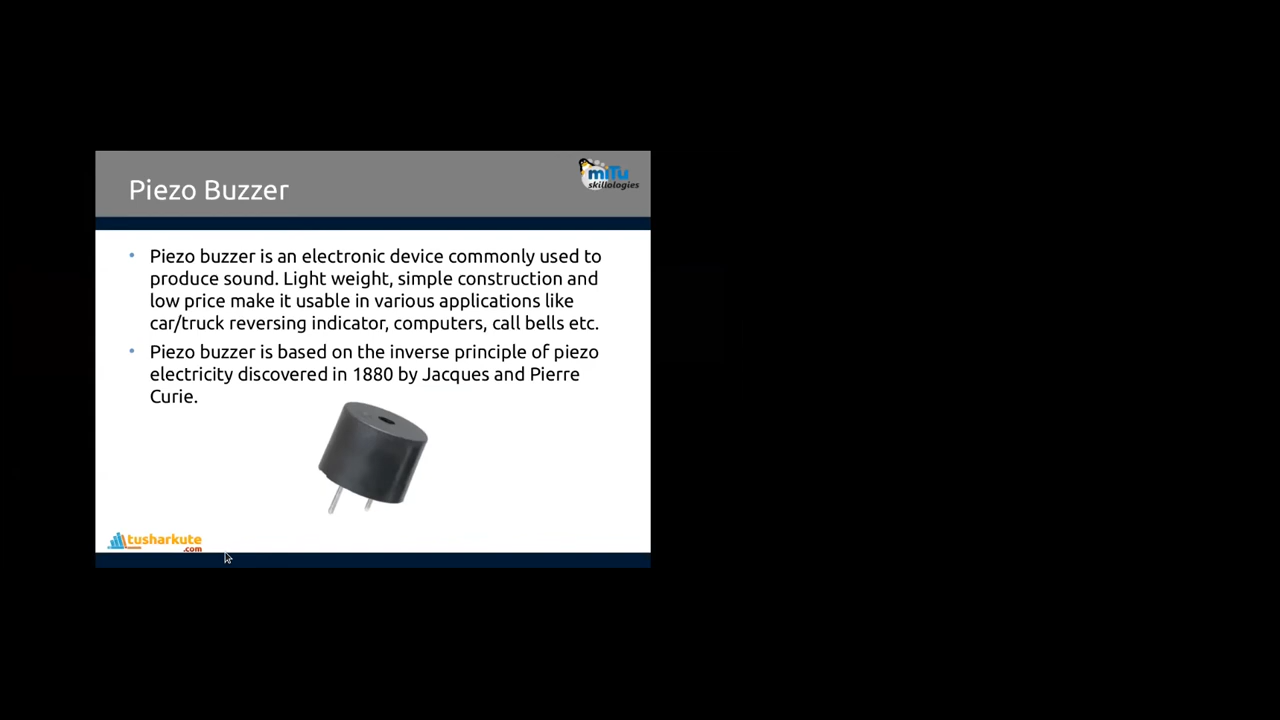 Piezo Buzzer
miTu
skillologies
• Piezo buzzer is an electronic device commonly used to
produce sound. Light weight, simple construction and
low price make it usable in various applications like
car/truck reversing indicator, computers, call bells etc.
• Piezo buzzer is based on the inverse principle of piezo
electricity discovered in 1880 by Jacques and Pierre
Curie.
tusharkute
.com